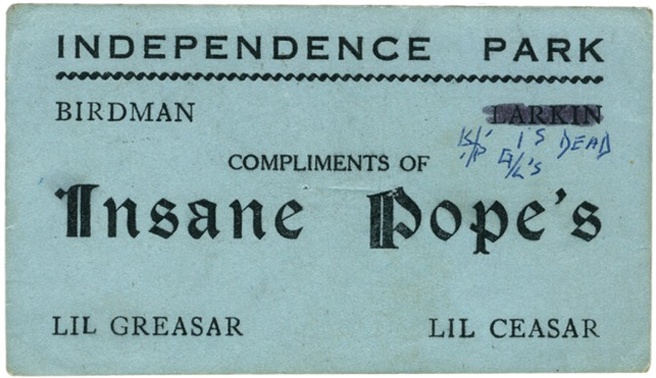 INDEPENDENCE PARK
BIRDMAN LARKIN
IS DEAD
G/L's
COMPLIMENTS OF
Insane Pope's
LIL GREASAR LIL CEASAR